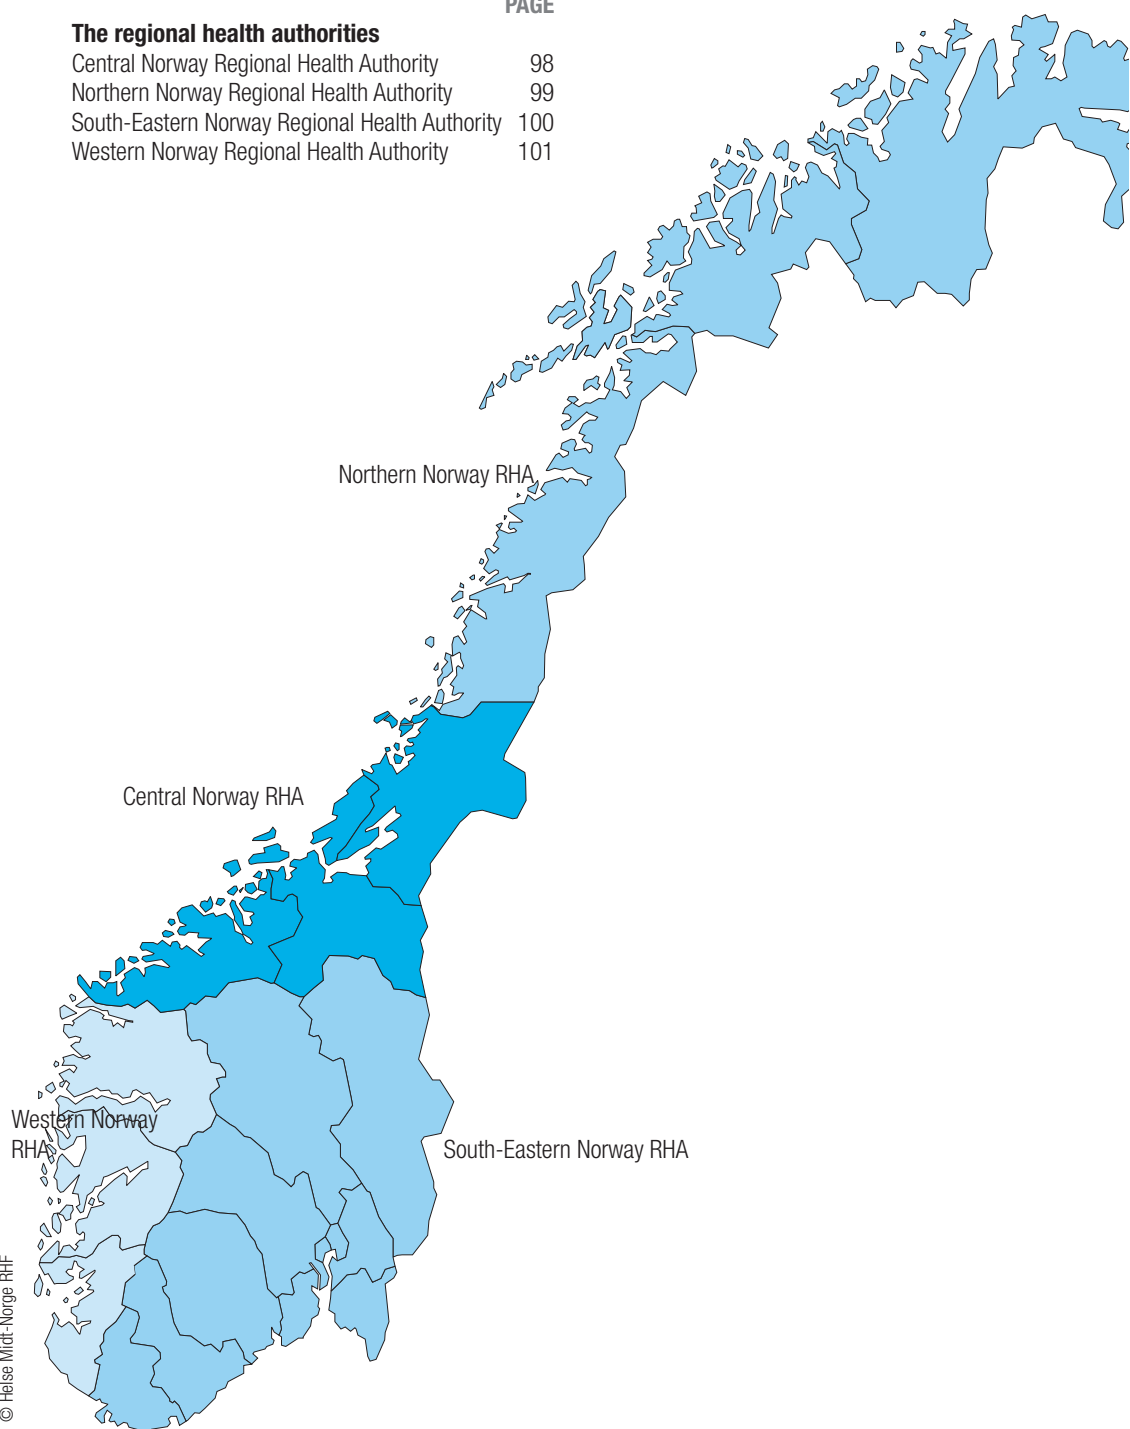 PAGE
The regional health authorities
Central Norway Regional Health Authority 98
Northern Norway Regional Health Authority 99
South-Eastern Norway Regional Health Authority 100
Western Norway Regional Health Authority 101
Northern Norway RHA
Central Norway RHA
Western Norway
RHA
South-Eastern Norway RHA
© Helse Midt-Norge RHF